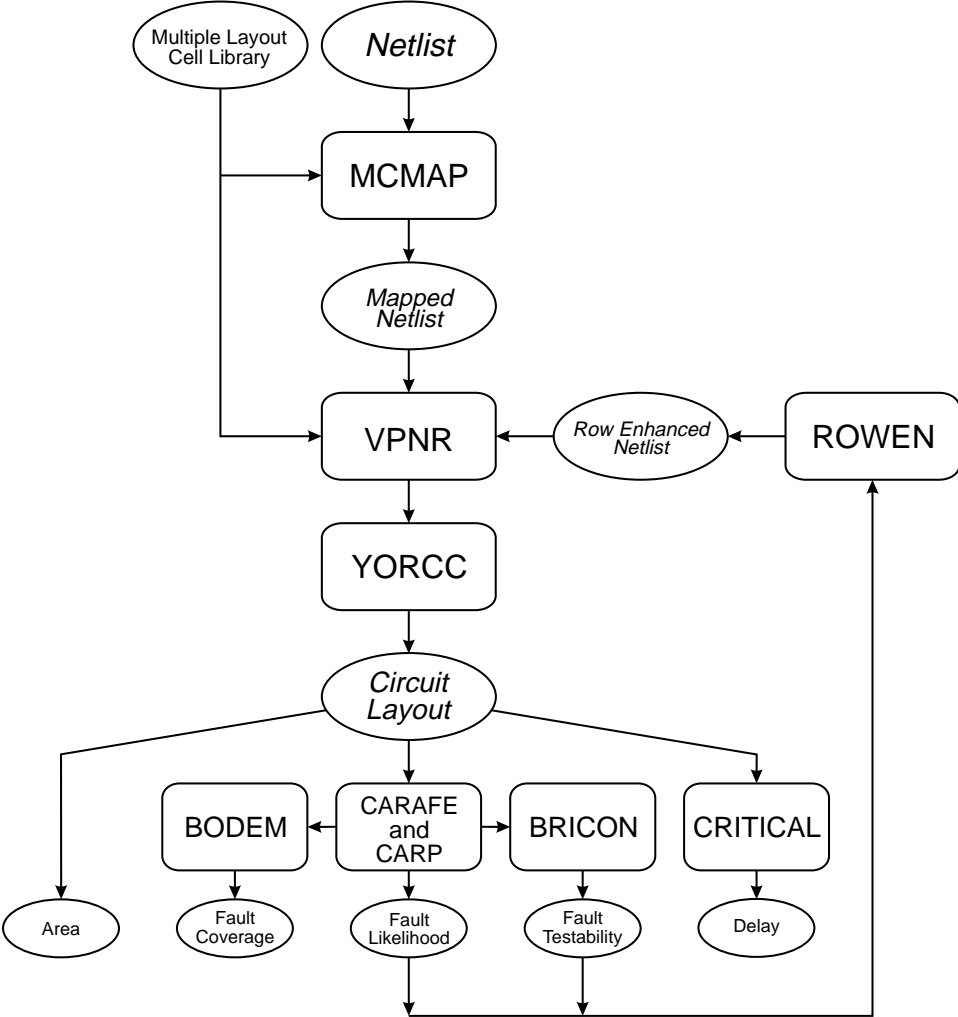 Multiple Layout
Cell Library
Netlist
MCMAP
Mapped
Netlist
VPNR
Row Enhanced
Netlist
ROWEN
YORCC
Circuit
Layout
BODEM
CARAFE
and
CARP
BRICON
CRITICAL
Area
Fault
Coverage
Fault
Likelihood
Fault
Testability
Delay